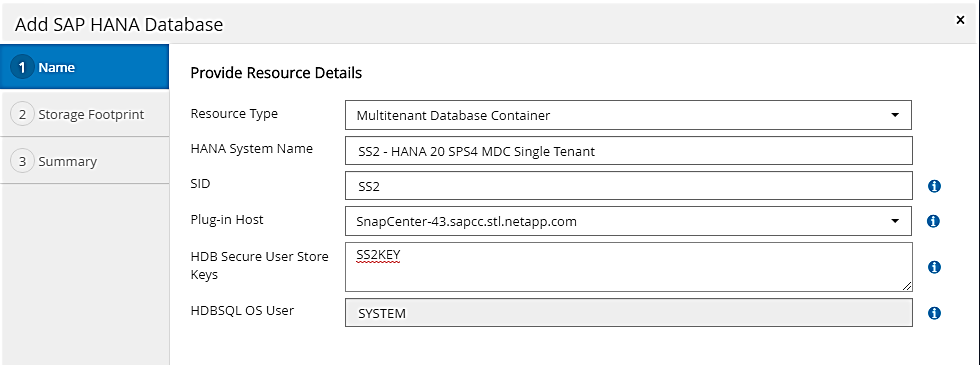 Add SAP HANA Database
x
1 Name
2 Storage Footprint
3 Summary
Provide Resource Details
Resource Type Multitenant Database Container
HANA System Name SS2 - HANA 20 SPS4 MDC Single Tenant
SID SS2
Plug-in Host SnapCenter-43.sapcc.stl.netapp.com
HDB Secure User Store Keys SS2KEY
HDBSQL OS User SYSTEM